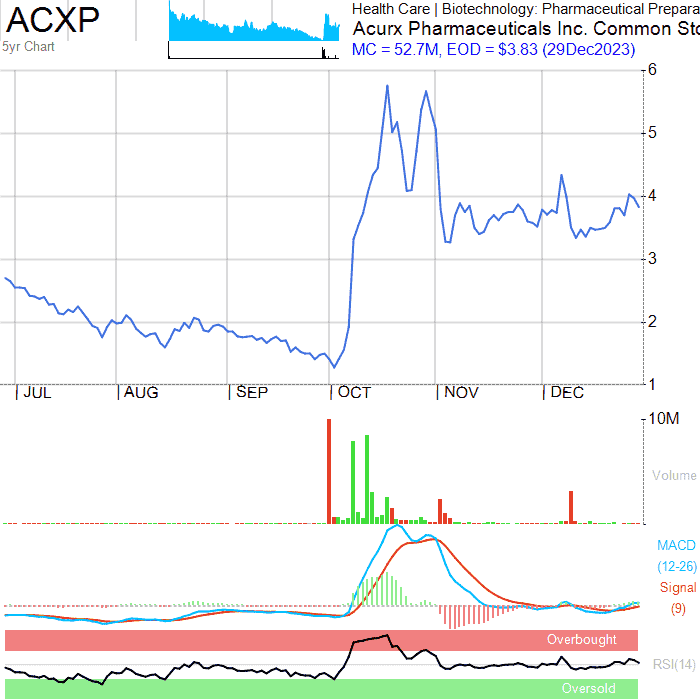 ACXP
5yr Chart
Health Care | Biotechnology: Pharmaceutical Prepara
Acurx Pharmaceuticals Inc. Common Sto
MC = 52.7M, EOD = $3.83 (29Dec2023)
6
5
4
3
2
1
JUL AUG SEP OCT NOV DEC
10M
Volume
MACD
(12-26)
Signal
(9)
Overbought
RSI(14)
Oversold